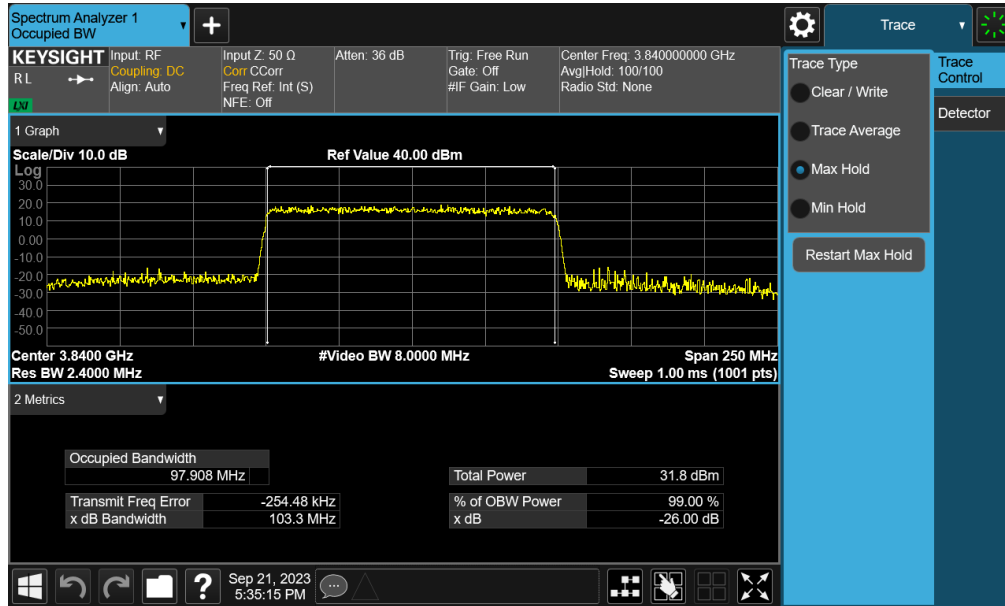 Spectrum Analyzer 1
Occupied BW
+
Trace
KEYSIGHT
R L
LXI
Input: RF
Coupling: DC
Align: Auto
Input Z: 50 Ω
Corr CCorr
Freq Ref: Int (S)
NFE: Off
Atten: 36 dB
Trig: Free Run
Gate: Off
#IF Gain: Low
Center Freq: 3.840000000 GHz
Avg|Hold: 100/100
Radio Std: None
1 Graph
Scale/Div 10.0 dB
Ref Value 40.00 dBm
Log
30.0
20.0
10.0
0.00
-10.0
-20.0
-30.0
-40.0
-50.0
Center 3.8400 GHz
#Video BW 8.0000 MHz
Span 250 MHz
Res BW 2.4000 MHz
Sweep 1.00 ms (1001 pts)
2 Metrics
Occupied Bandwidth
97.908 MHz
Total Power 31.8 dBm
Transmit Freq Error -254.48 kHz
% of OBW Power 99.00 %
x dB Bandwidth 103.3 MHz
x dB -26.00 dB
Trace Type
Clear / Write
Trace Average
Max Hold
Min Hold
Restart Max Hold
Trace
Control
Detector
?
Sep 21, 2023
5:35:15 PM